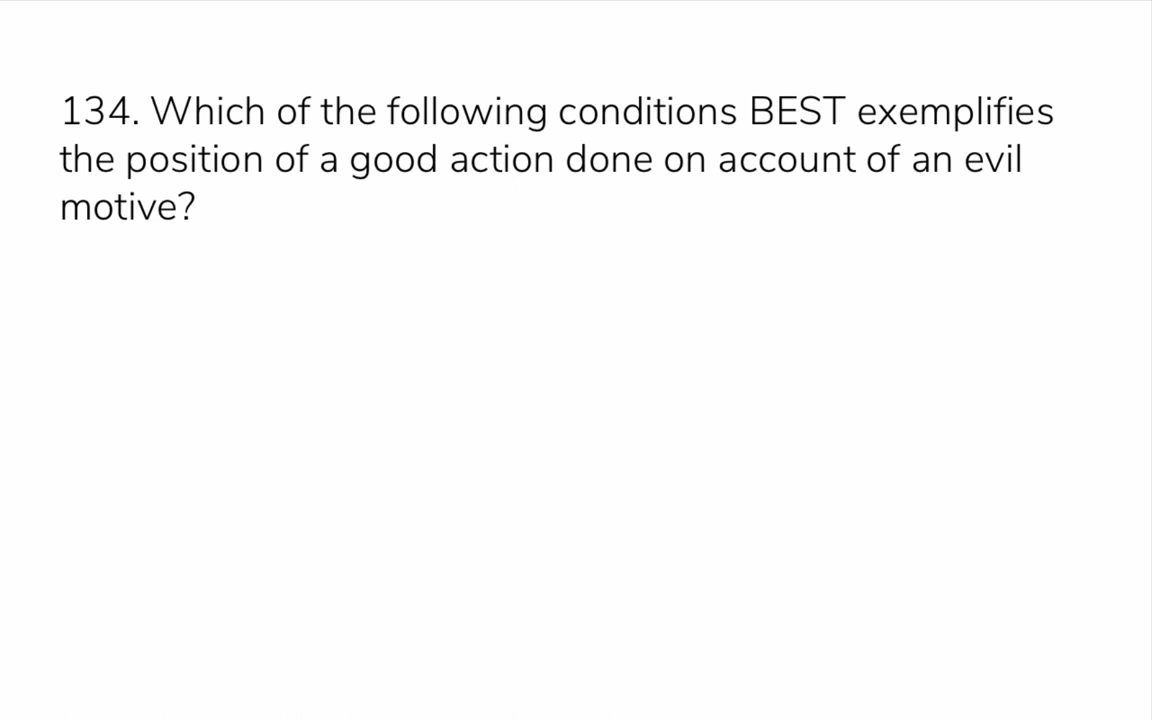 134. Which of the following conditions BEST exemplifies
the position of a good action done on account of an evil
motive?